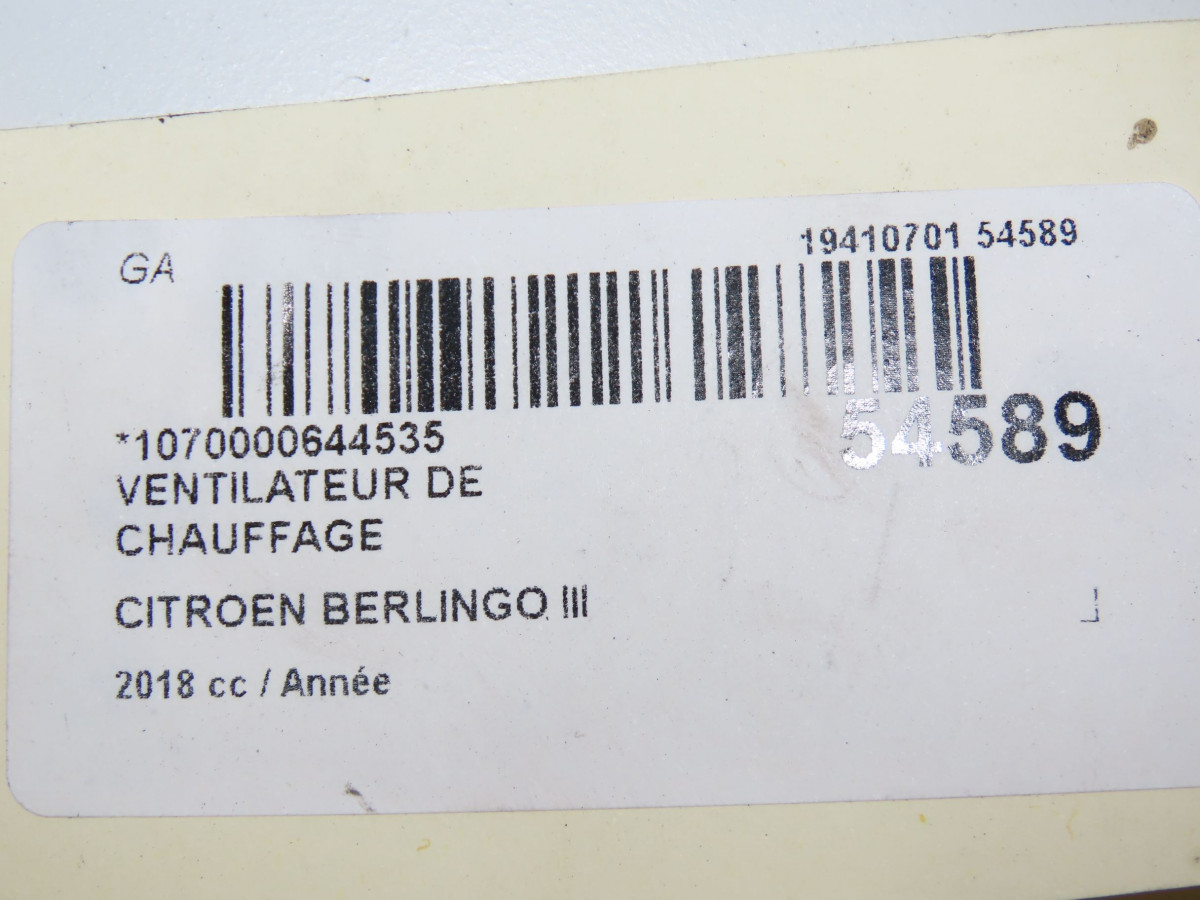 GA
19410701 54589
*1070000644535
54589
VENTILATEUR DE
CHAUFFAGE
CITROEN BERLINGO III
2018 cc / Année